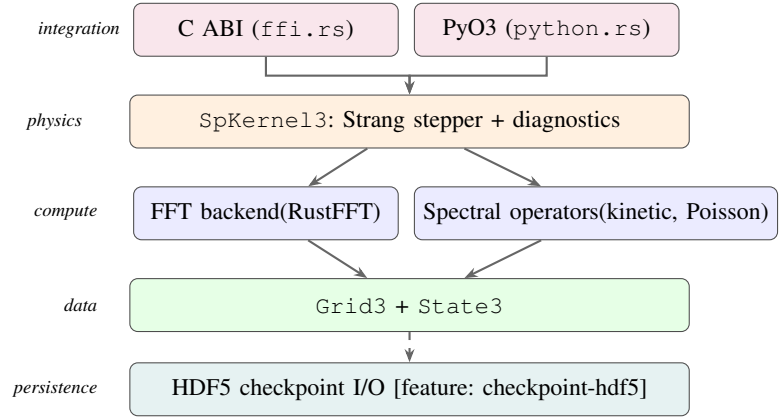 integration C ABI (ffi.rs) PyO3 (python.rs)
physics SpKernel3: Strang stepper + diagnostics
compute FFT backend(RustFFT) Spectral operators(kinetic, Poisson)
data Grid3 + State3
persistence HDF5 checkpoint I/O [feature: checkpoint-hdf5]